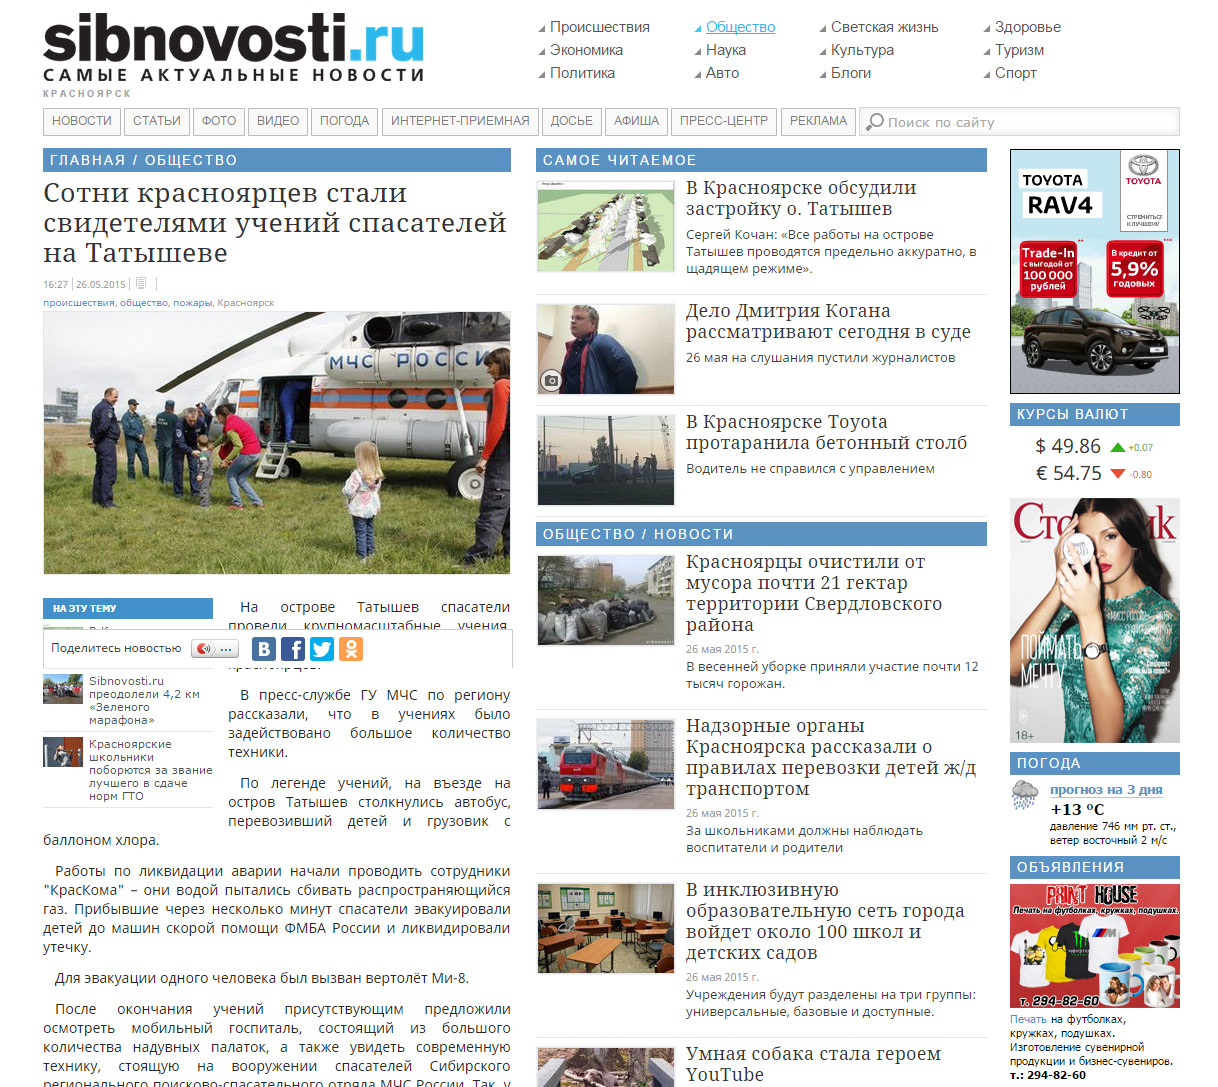 sibnovosti.ru
САМЫЕ АКТУАЛЬНЫЕ НОВОСТИ
КРАСНОЯРСК
Происшествия
Экономика
Политика
Общество
Наука
Авто
Светская жизнь
Культура
Блоги
Здоровье
Туризм
Спорт
НОВОСТИ СТАТЬИ ФОТО ВИДЕО ПОГОДА ИНТЕРНЕТ-ПРИЕМНАЯ ДОСЬЕ АФИША ПРЕСС-ЦЕНТР РЕКЛАМА Поиск по сайту
ГЛАВНАЯ / ОБЩЕСТВО
Сотни красноярцев стали
свидетелями учений спасателей
на Татышеве
16:27 26.05.2015
происшествия, общество, пожары, Красноярск
МЧС РОССИ
НА ЭТУ ТЕМУ
Поделитесь новостью
Sibnovosti.ru
преодолели 4,2 км
«Зеленого
марафона»
Красноярские
школьники
поборются за звание
лучшего в сдаче
норм ГТО
На острове Татышев спасатели
провели крупномасштабные учения,
красноярцев.
В пресс-службе ГУ МЧС по региону
рассказали, что в учениях было
задействовано большое количество
техники.
По легенде учений, на въезде на
остров Татышев столкнулись автобус,
перевозивший детей и грузовик с
баллоном хлора.
Работы по ликвидации аварии начали проводить сотрудники
"КрасКома" – они водой пытались сбивать распространяющийся
газ. Прибывшие через несколько минут спасатели эвакуировали
детей до машин скорой помощи ФМБА России и ликвидировали
утечку.
Для эвакуации одного человека был вызван вертолёт Ми-8.
После окончания учений присутствующим предложили
осмотреть мобильный госпиталь, состоящий из большого
количества надувных палаток, а также увидеть современную
технику, стоящую на вооружении спасателей Сибирского
регионального поисково-спасательного отряда МЧС России. Так, у
САМОЕ ЧИТАЕМОЕ
В Красноярске обсудили
застройку о. Татышев
Сергей Кочан: «Все работы на острове
Татышев проводятся предельно аккуратно, в
щадящем режиме».
Дело Дмитрия Когана
рассматривают сегодня в суде
26 мая на слушания пустили журналистов
В Красноярске Toyota
протаранила бетонный столб
Водитель не справился с управлением
ОБЩЕСТВО / НОВОСТИ
Красноярцы очистили от
мусора почти 21 гектар
территории Свердловского
района
26 мая 2015 г.
В весенней уборке приняли участие почти 12
тысяч горожан.
sibnovosti
Надзорные органы
Красноярска рассказали о
правилах перевозки детей ж/д
транспортом
26 мая 2015 г.
За школьниками должны наблюдать
воспитатели и родители
В инклюзивную
образовательную сеть города
войдет около 100 школ и
детских садов
26 мая 2015 г.
Учреждения будут разделены на три группы:
универсальные, базовые и доступные.
Умная собака стала героем
YouTube
TOYOTA
RAV4
TOYOTA
СТРЕМИТЬСЯ
К ЛУЧШЕМУ
Trade-In
с выгодой от
100 000
рублей
В кредит от
5,9%
годовых
КУРСЫ ВАЛЮТ
$ 49.86 +0.07
€ 54.75 -0.80
ПОЙМАТЬ
МЕЧТУ
18+
ПОГОДА
прогноз на 3 дня
+13 °C
давление 746 мм рт. ст.,
ветер восточный 2 м/с
ОБЪЯВЛЕНИЯ
PRINT HOUSE
Печать на футболках, кружках, подушках.
т. 294-82-60
Печать на футболках,
кружках, подушках.
Изготовление сувенирной
продукции и бизнес-сувениров.
т.: 294-82-60